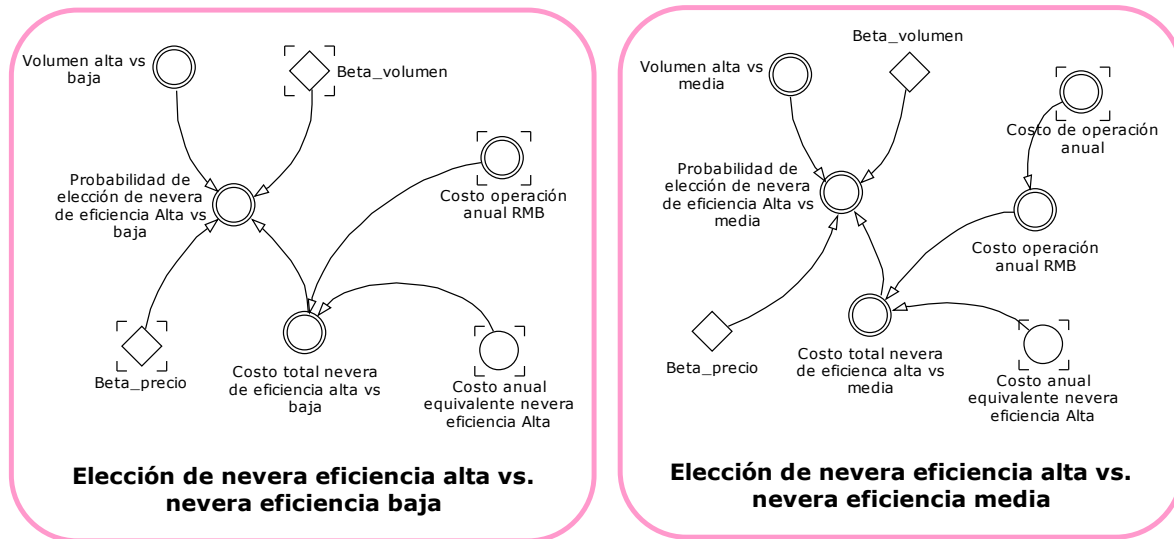 Volumen alta vs
baja
Beta_volumen
Probabilidad de
elección de nevera
de eficiencia Alta vs
baja
Costo operación
anual RMB
Beta_precio
Costo total nevera
de eficiencia alta vs
baja
Costo anual
equivalente nevera
eficiencia Alta
Elección de nevera eficiencia alta vs.
nevera eficiencia baja
Beta_volumen
Volumen alta vs
media
Costo de operación
anual
Probabilidad de
elección de nevera
de eficiencia Alta vs
media
Costo operación
anual RMB
Beta_precio
Costo total nevera
de eficienca alta vs
media
Costo anual
equivalente nevera
eficiencia Alta
Elección de nevera eficiencia alta vs.
nevera eficiencia media